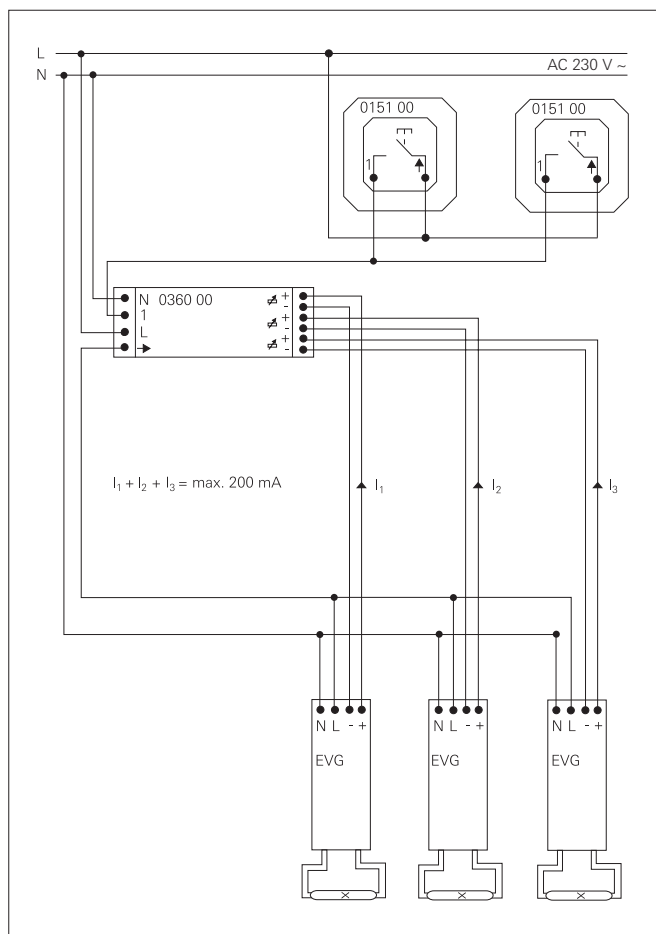 L
AC 230 V ~
N
0151 00
0151 00
1
1
N 0360 00 +
1 -
L +
-
+
-
I₁ + I₂ + I₃ = max. 200 mA
I₁
I₂
I₃
N L - +
N L - +
N L - +
EVG
EVG
EVG